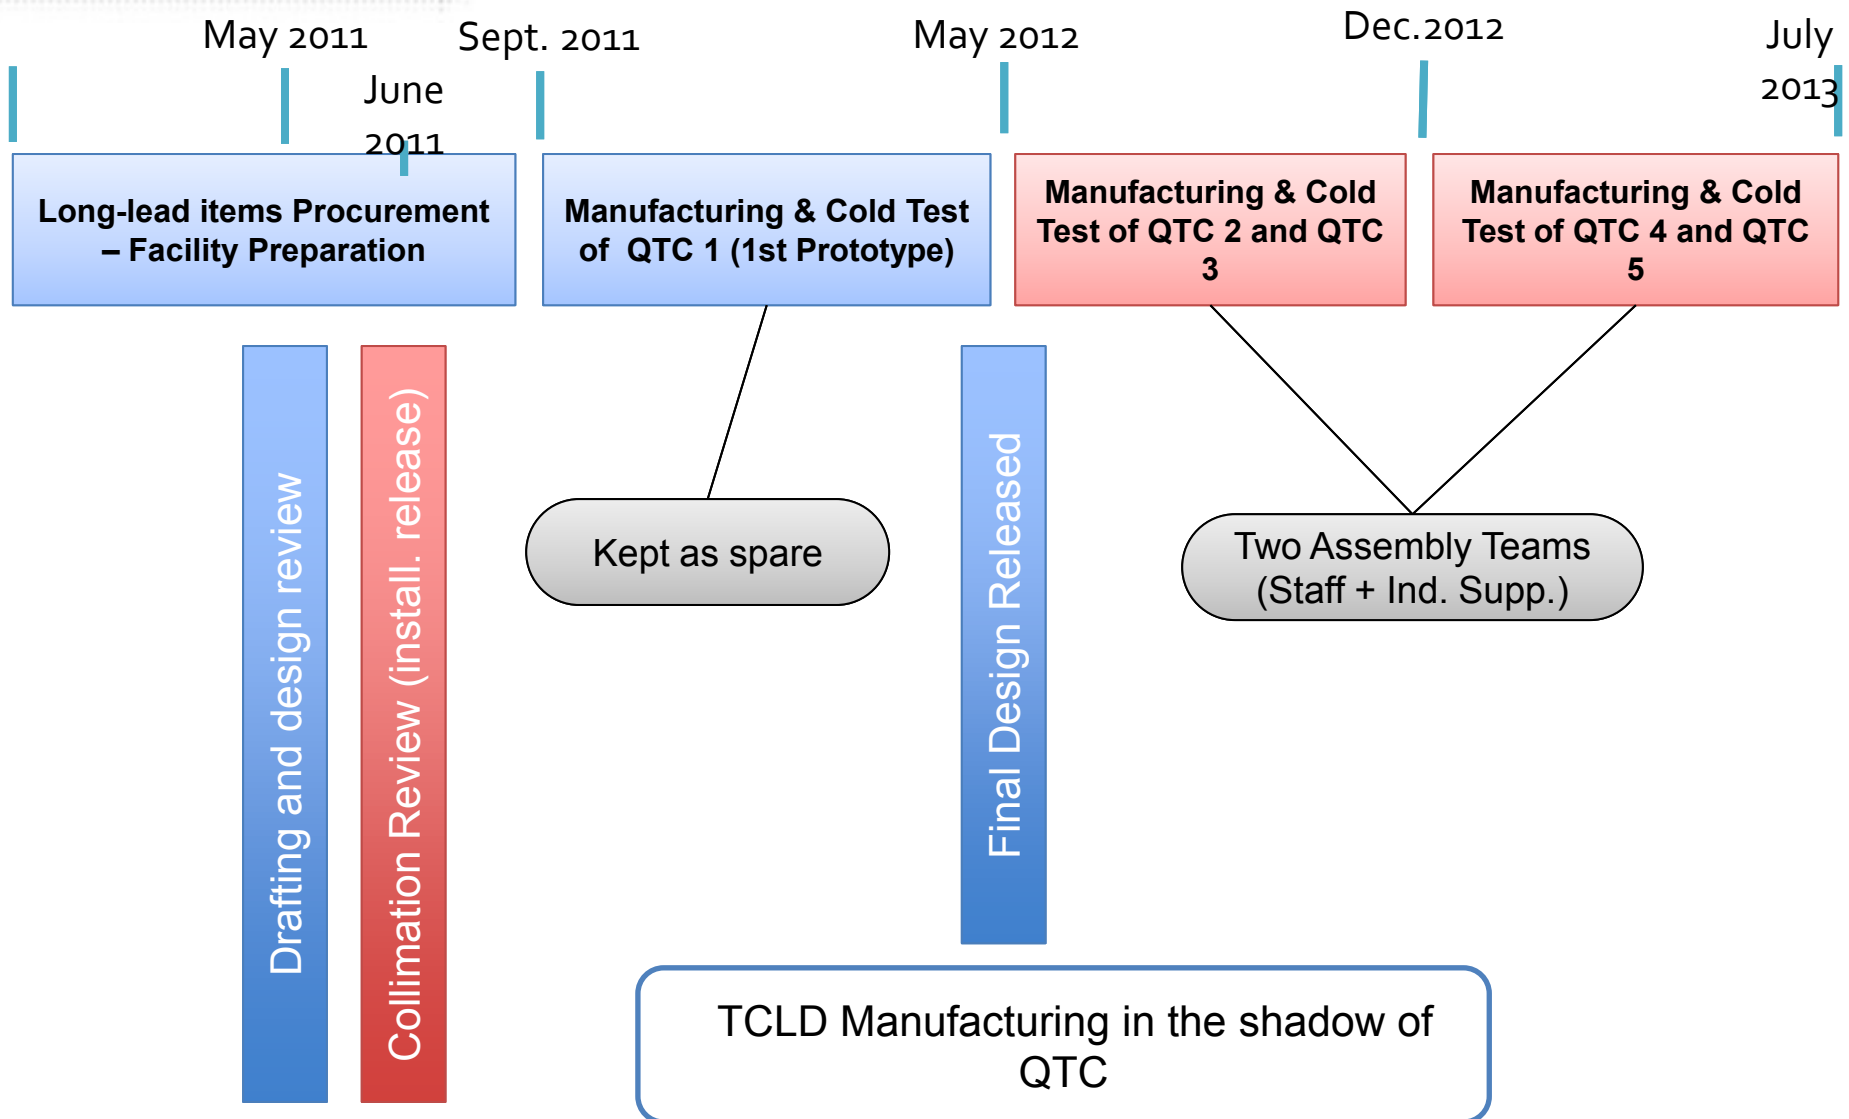 May 2011
Sept. 2011
May 2012
Dec.2012
July
2013
June
2011
Long-lead items Procurement
– Facility Preparation
Manufacturing & Cold Test
of QTC 1 (1st Prototype)
Manufacturing & Cold
Test of QTC 2 and QTC
3
Manufacturing & Cold
Test of QTC 4 and QTC
5
Drafting and design review
Collimation Review (install. release)
Kept as spare
Final Design Released
Two Assembly Teams
(Staff + Ind. Supp.)
TCLD Manufacturing in the shadow of
QTC